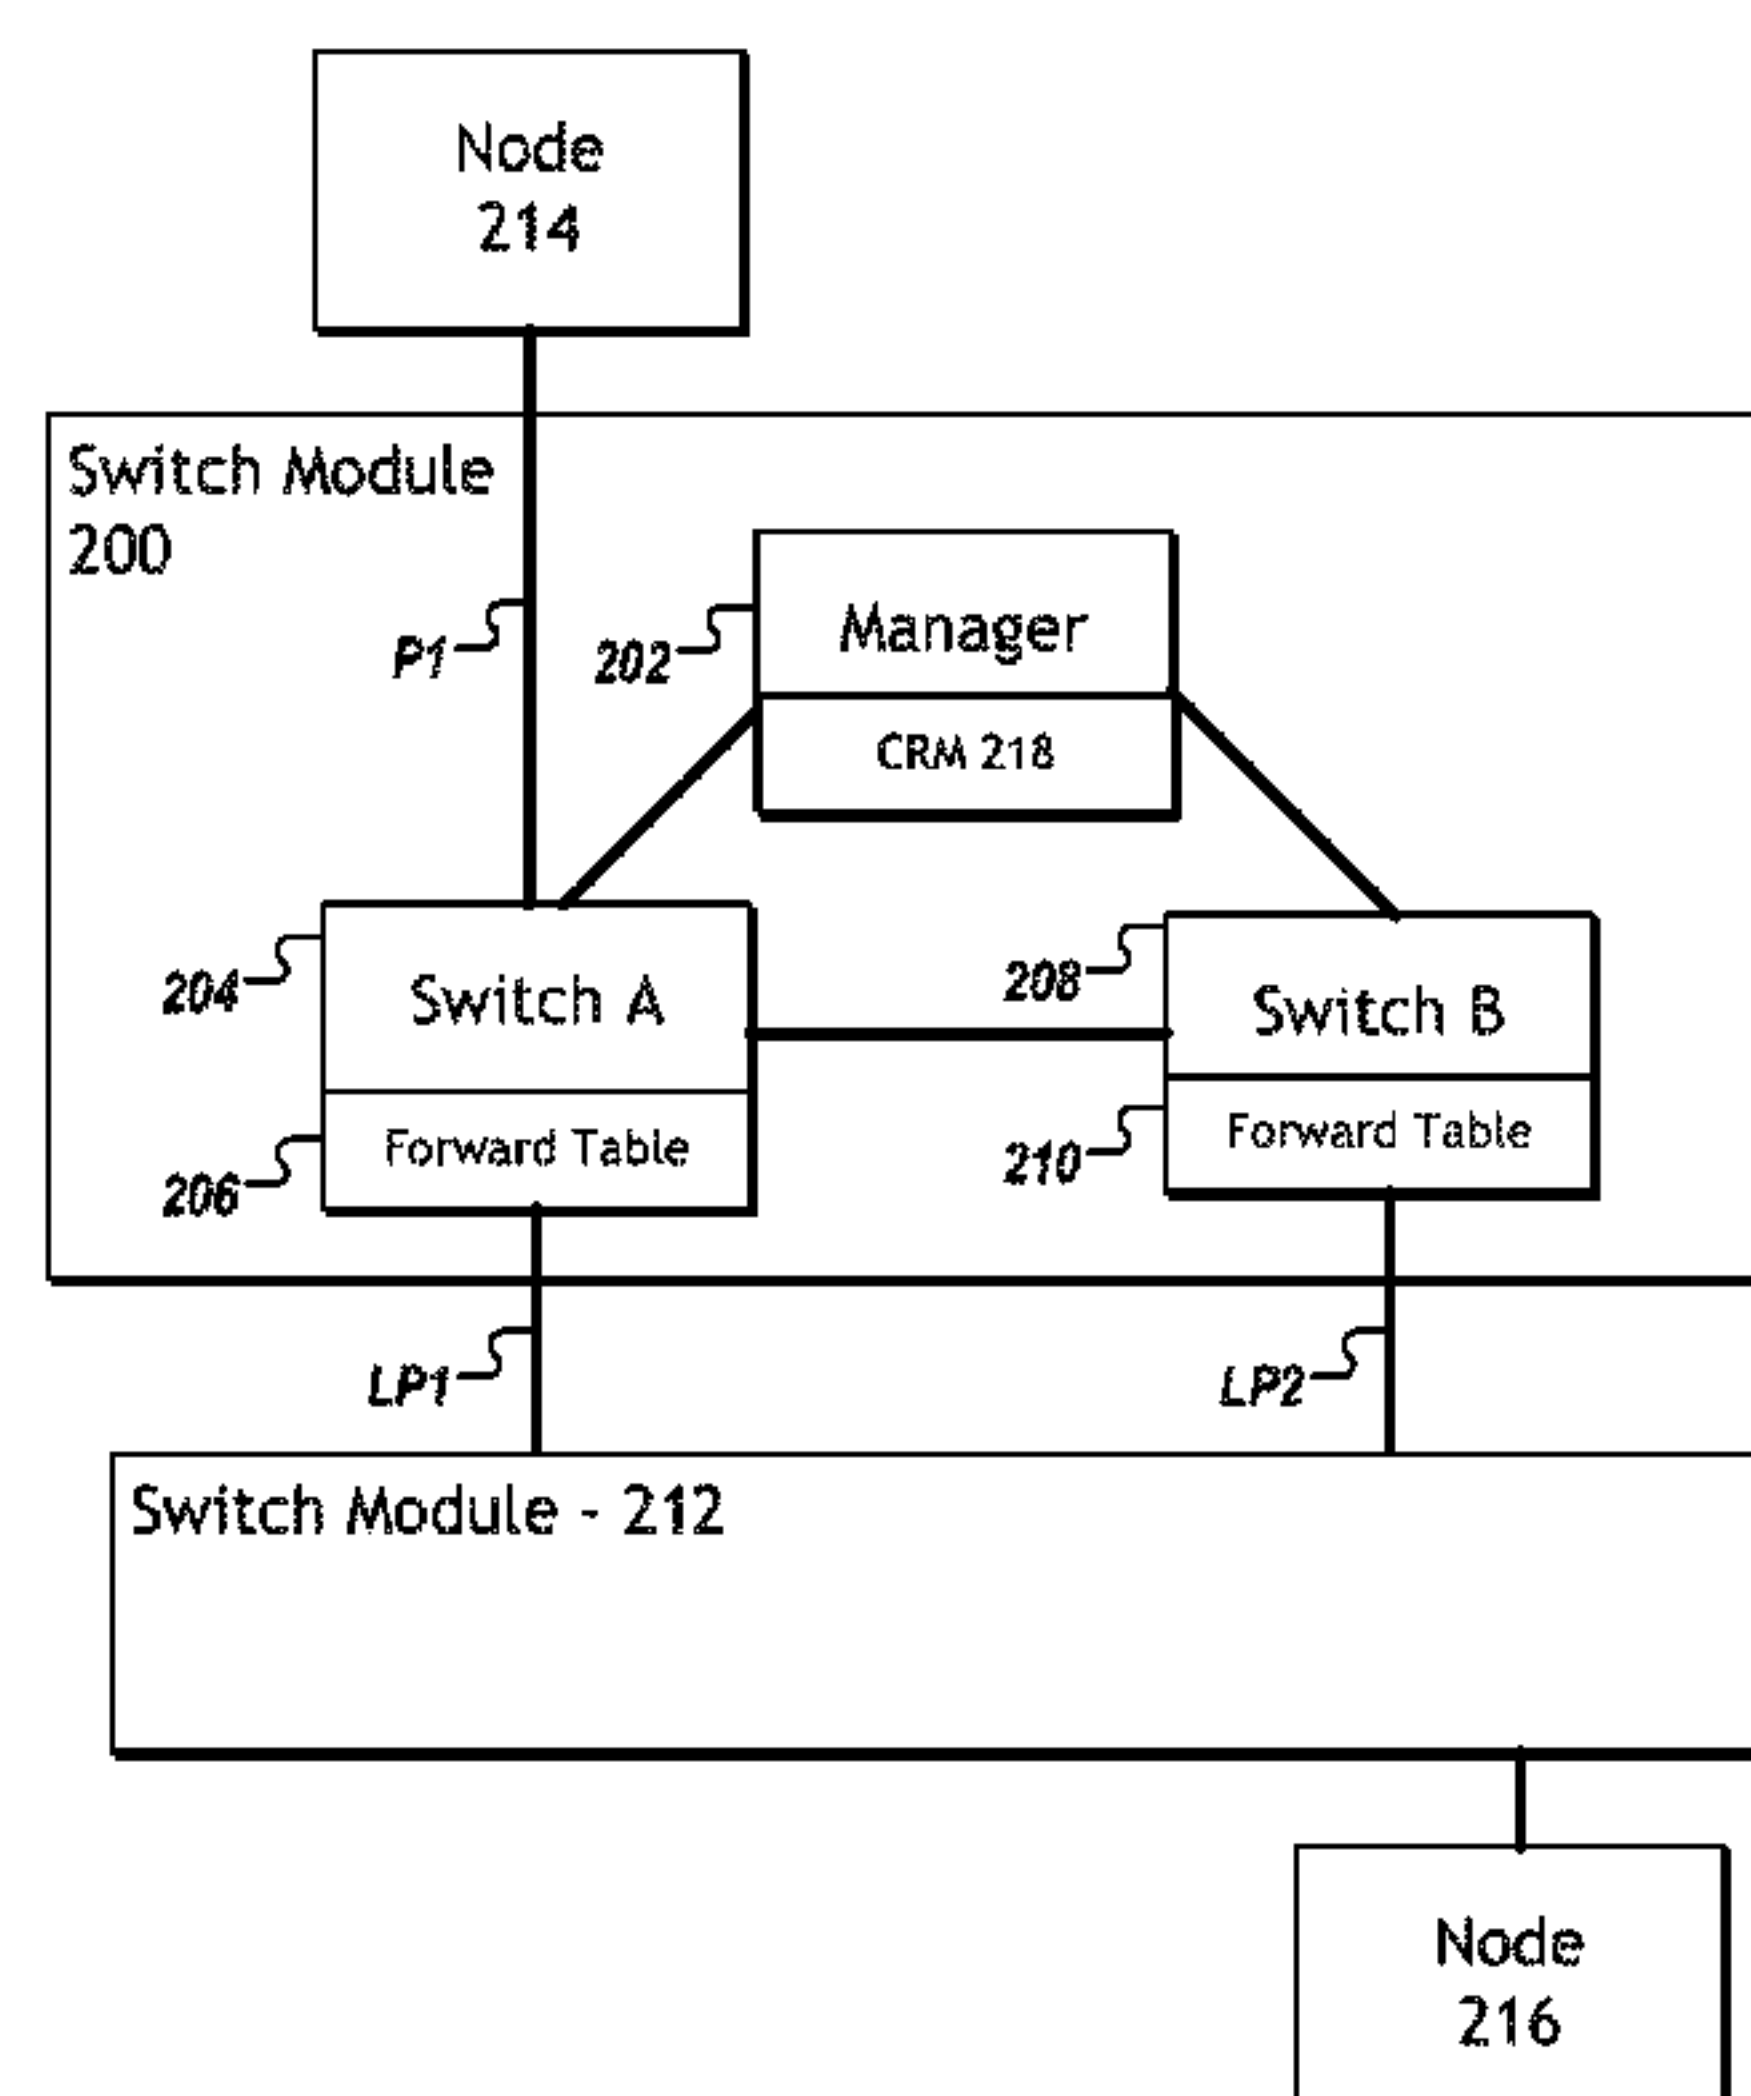 Node
214
Switch Module
200
P1
202
Manager
CRM 218
204
Switch A
208
Switch B
206
Forward Table
210
Forward Table
LP1
LP2
Switch Module - 212
Node
216